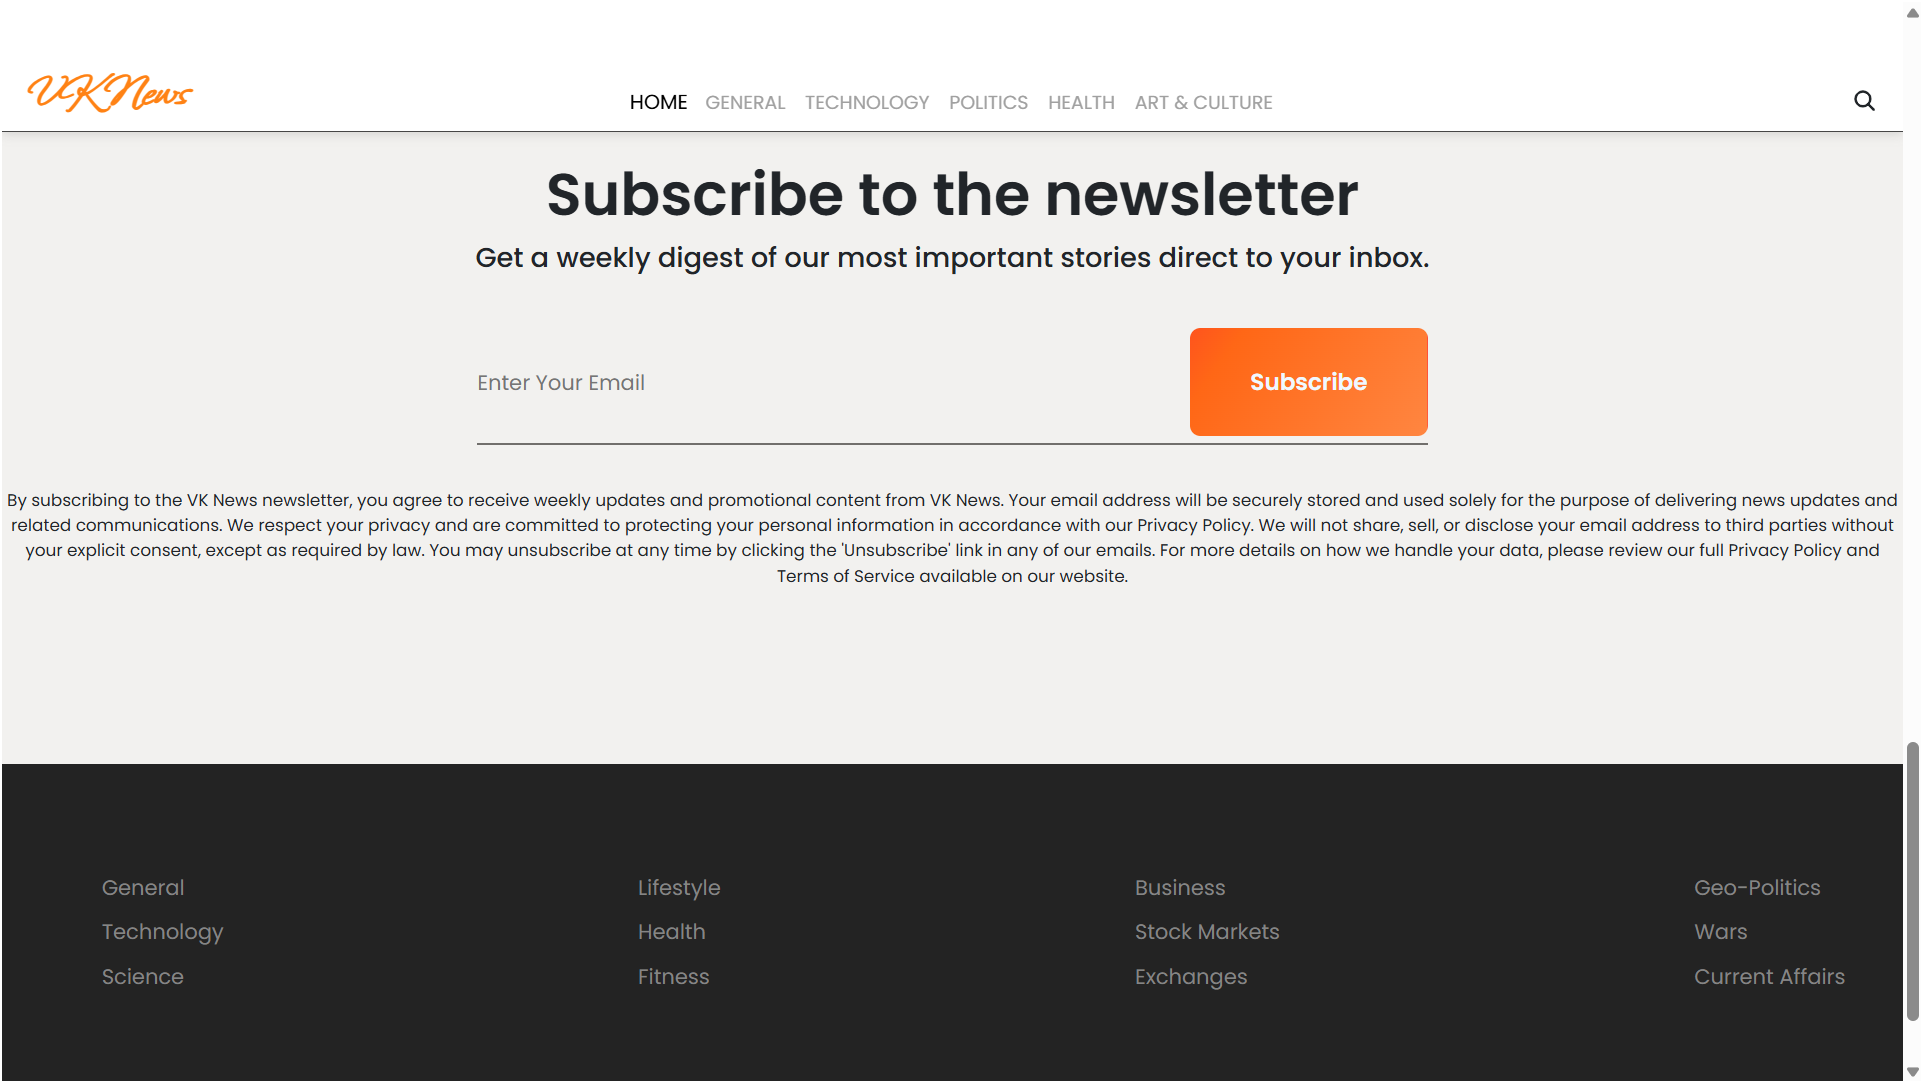 VKNews
HOME GENERAL TECHNOLOGY POLITICS HEALTH ART & CULTURE
Subscribe to the newsletter
Get a weekly digest of our most important stories direct to your inbox.
Enter Your Email
Subscribe
By subscribing to the VK News newsletter, you agree to receive weekly updates and promotional content from VK News. Your email address will be securely stored and used solely for the purpose of delivering news updates and
related communications. We respect your privacy and are committed to protecting your personal information in accordance with our Privacy Policy. We will not share, sell, or disclose your email address to third parties without
your explicit consent, except as required by law. You may unsubscribe at any time by clicking the 'Unsubscribe' link in any of our emails. For more details on how we handle your data, please review our full Privacy Policy and
Terms of Service available on our website.
General
Technology
Science
Lifestyle
Health
Fitness
Business
Stock Markets
Exchanges
Geo-Politics
Wars
Current Affairs